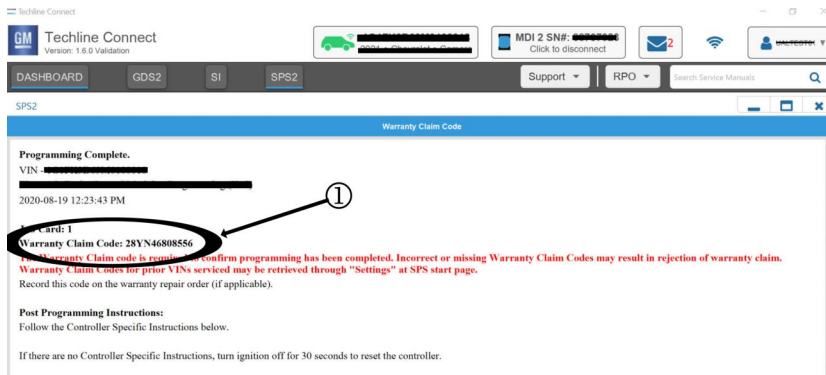 Techline Connect
GM
Techline Connect
Version: 1.6.0 Validation
MDI 2 SN#:
Click to disconnect
2
DASHBOARD
GDS2
SI
SPS2
Support
RPO
Search Service Manuals
SPS2
Warranty Claim Code
Programming Complete.
VIN -
2020-08-19 12:23:43 PM
①
Card: 1
Warranty Claim Code: 28YN46808556
Warranty Claim code is required to confirm programming has been completed. Incorrect or missing Warranty Claim Codes may result in rejection of warranty claim.
Warranty Claim Codes for prior VINs serviced may be retrieved through "Settings" at SPS start page.
Record this code on the warranty repair order (if applicable).
Post Programming Instructions:
Follow the Controller Specific Instructions below.
If there are no Controller Specific Instructions, turn ignition off for 30 seconds to reset the controller.